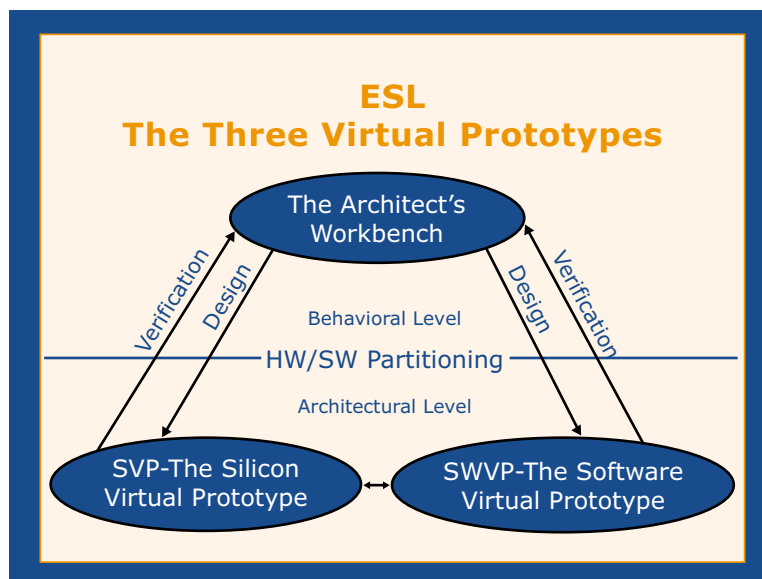 ESL
The Three Virtual Prototypes
The Architect’s
Workbench
Verification
Design
Design
Verification
Behavioral Level
HW/SW Partitioning
Architectural Level
SVP-The Silicon
Virtual Prototype
SWVP-The Software
Virtual Prototype